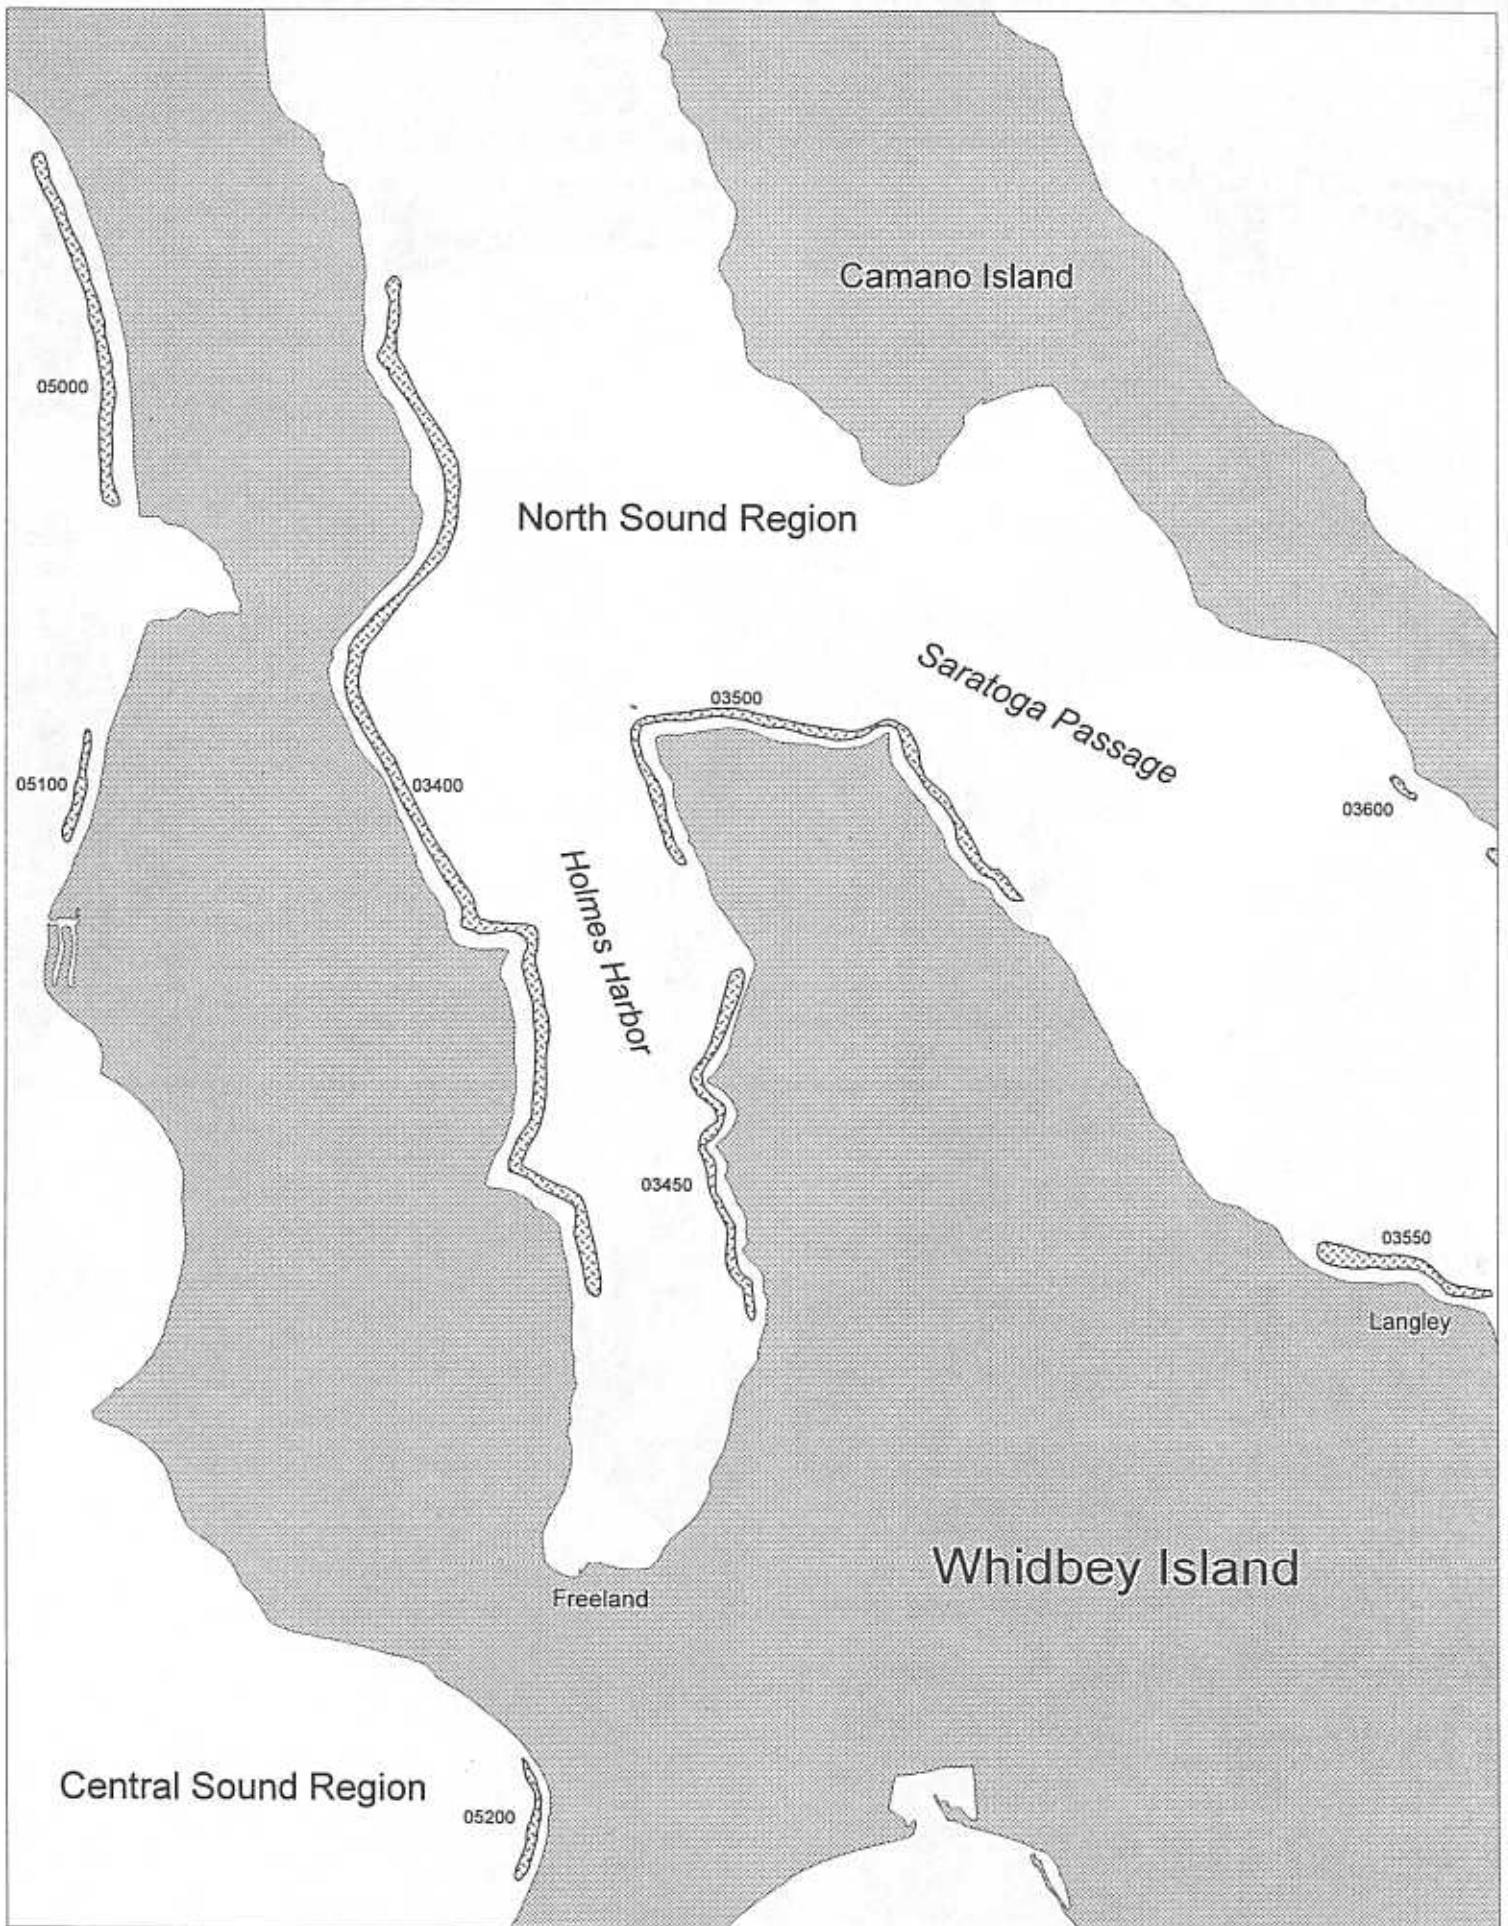 Camano Island
05000
North Sound Region
Saratoga Passage
03500
05100
03400
03600
Holmes Harbor
03450
03550
Langley
Whidbey Island
Freeland
Central Sound Region
05200